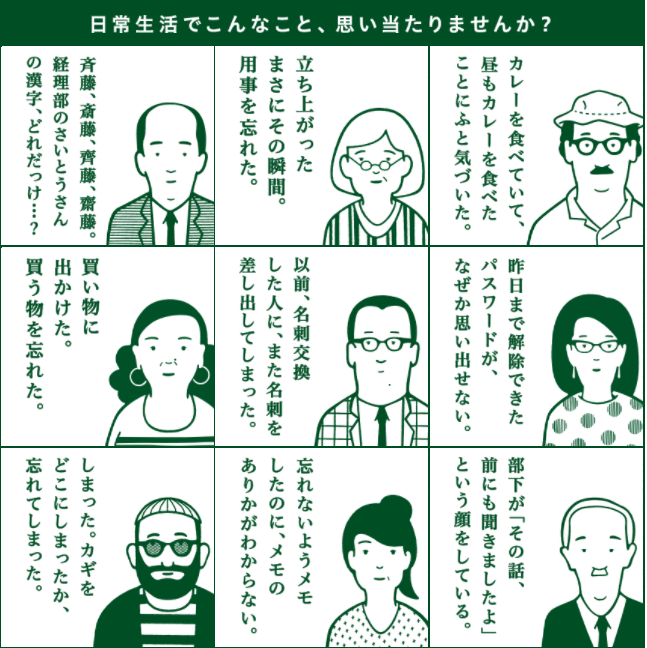 日常生活でこんなこと、思い当たりませんか?
カレーを食べていて、
昼もカレーを食べた
ことにふと気づいた。
立ち上がった
まさにその瞬間。
用事を忘れた。
斉藤、斎藤、齊藤、齋藤。
経理部のさいとうさん
の漢字、どれだっけ…?
昨日まで解除できた
パスワードが、
なぜか思い出せない。
以前、名刺交換
した人に、また名刺を
差し出してしまった。
買い物に
出かけた。
買う物を忘れた。
部下が「その話、
前にも聞きましたよ」
という顔をしている。
忘れないようメモ
したのに、メモの
ありかがわからない。
しまった。カギを
どこにしまったか、
忘れてしまった。